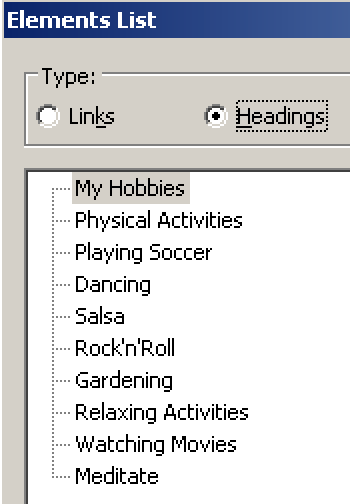 Elements List
Type:
Links Headings
My Hobbies
Physical Activities
Playing Soccer
Dancing
Salsa
Rock'n'Roll
Gardening
Relaxing Activities
Watching Movies
Meditate